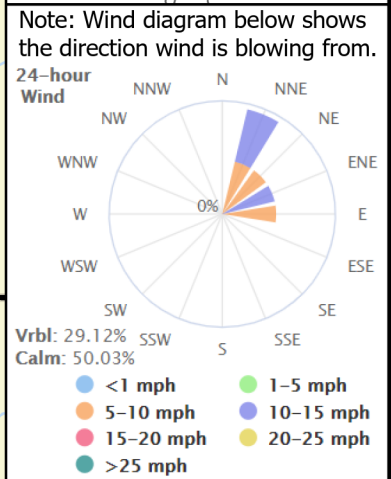 Note: Wind diagram below shows
the direction wind is blowing from.
24-hour
Wind
N
NNW
NNE
NW
NE
WNW
ENE
0%
W
E
WSW
ESE
SW
SE
Vrbl: 29.12%
SSW
SSE
S
Calm: 50.03%
<1 mph
1-5 mph
5-10 mph
10-15 mph
15-20 mph
20-25 mph
>25 mph